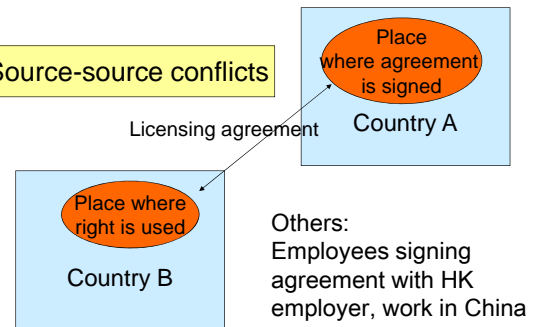 Source-source conflicts
Place
where agreement
is signed
Country A
Licensing agreement
Place where
right is used
Country B
Others:
Employees signing
agreement with HK
employer, work in China